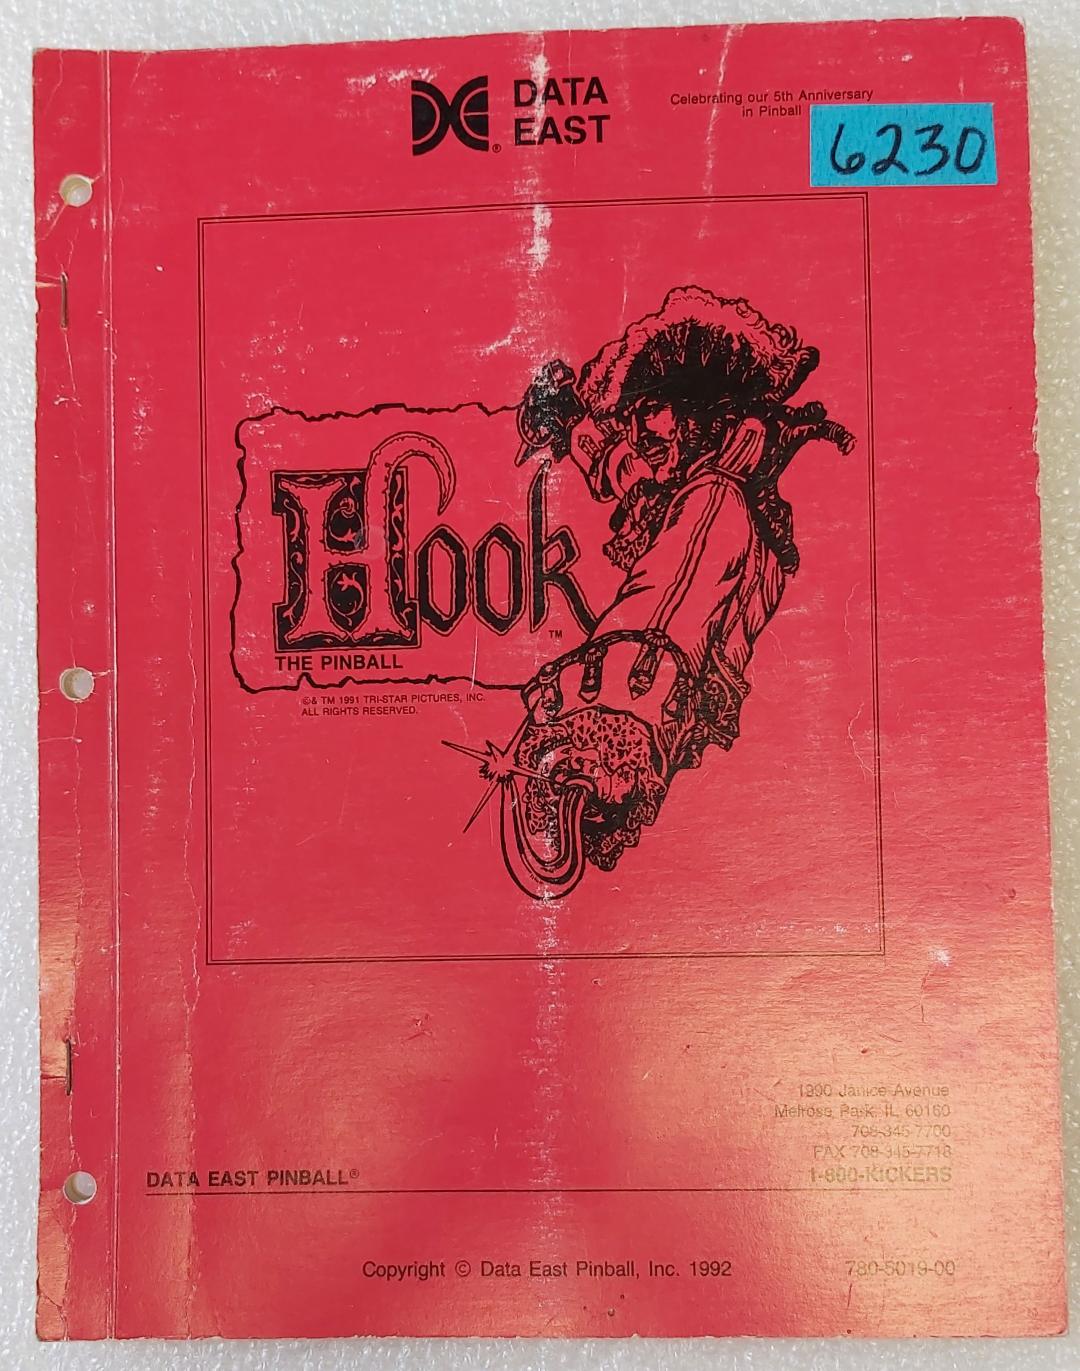 DATA
EAST
®
Celebrating our 5th Anniversary
in Pinball
6230
Hook
TM
THE PINBALL
©& TM 1991 TRI-STAR PICTURES, INC.
ALL RIGHTS RESERVED.
1990 Janice Avenue
Melrose Park, IL 60160
708-345-7700
FAX 708-345-7718
1-800-KICKERS
DATA EAST PINBALL®
Copyright © Data East Pinball, Inc. 1992
780-5019-00